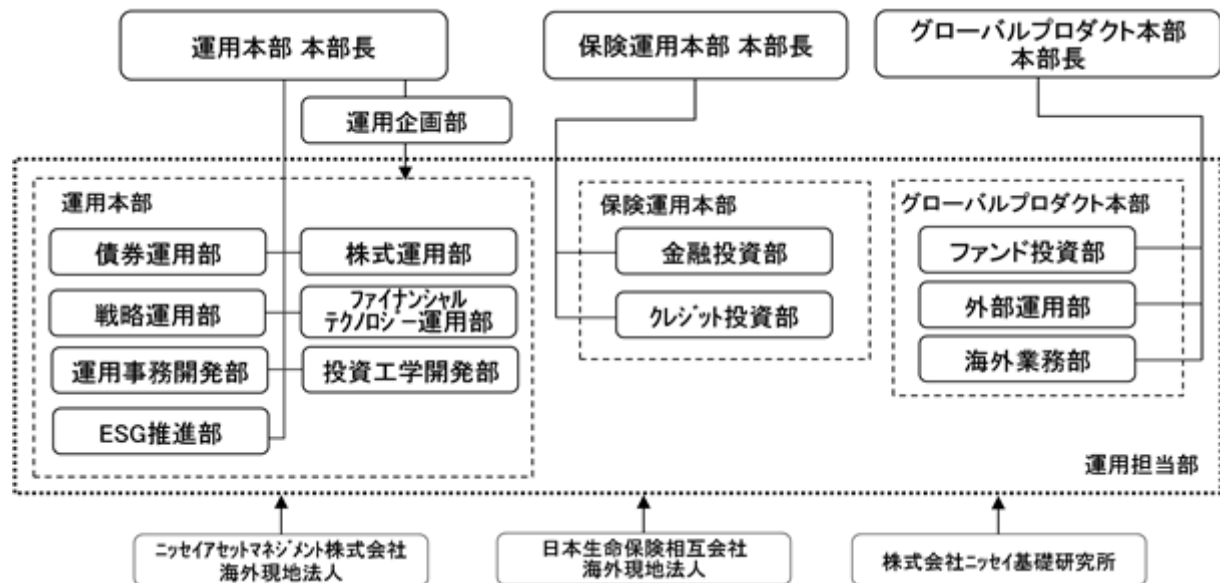 運用本部 本部長
保険運用本部 本部長
グローバルプロダクト本部
本部長
運用企画部
運用本部
債券運用部
株式運用部
戦略運用部
ファイナンシャル
テクノロジー運用部
運用事務開発部
投資工学開発部
ESG推進部
保険運用本部
金融投資部
クレジット投資部
グローバルプロダクト本部
ファンド投資部
外部運用部
海外業務部
運用担当部
ニッセイアセットマネジメント株式会社
海外現地法人
日本生命保険相互会社
海外現地法人
株式会社ニッセイ基礎研究所